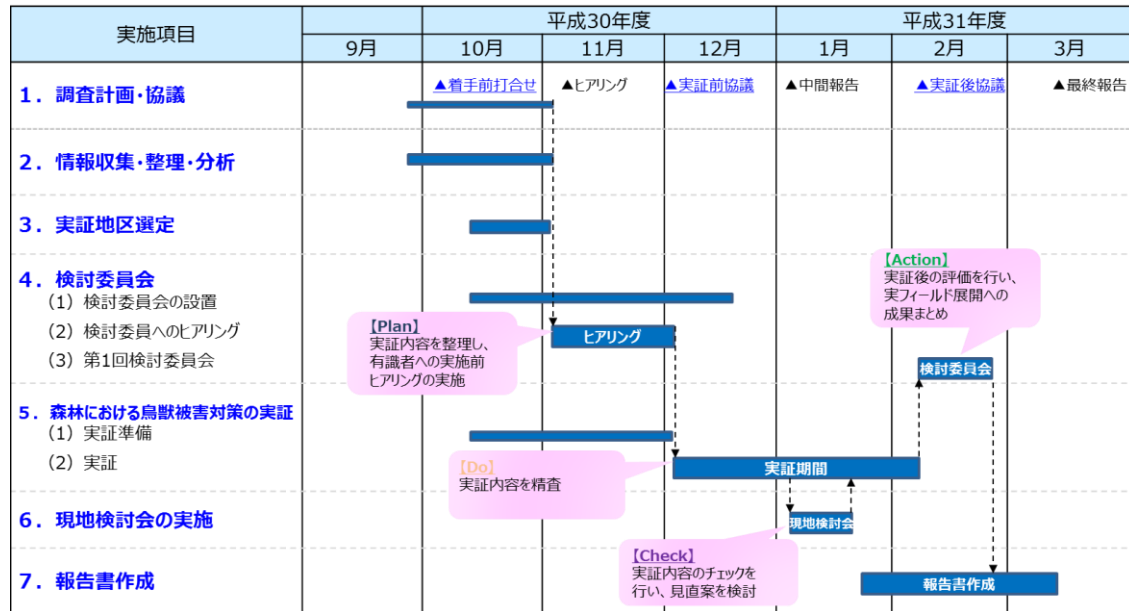 実施項目
平成30年度
平成31年度
9月
10月
11月
12月
1月
2月
3月
▲着手前打合せ
▲ヒアリング
▲実証前協議
▲中間報告
▲実証後協議
▲最終報告
1．調査計画・協議
2．情報収集・整理・分析
3．実証地区選定
4．検討委員会
(1) 検討委員会の設置
(2) 検討委員へのヒアリング
(3) 第1回検討委員会
【Plan】
実証内容を整理し、
有識者への実施前
ヒアリングの実施
ヒアリング
【Action】
実証後の評価を行い、
実フィールド展開への
成果まとめ
検討委員会
5．森林における鳥獣被害対策の実証
(1) 実証準備
(2) 実証
【Do】
実証内容を精査
実証期間
6．現地検討会の実施
現地検討会
【Check】
実証内容のチェックを
行い、見直案を検討
7．報告書作成
報告書作成